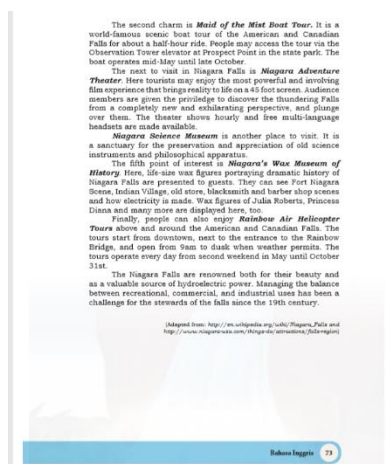 The second charm is Maid of the Mist Boat Tour. It is a
world-famous scenic boat tour of the American and Canadian
Falls for about a half-hour ride. People may access the tour via the
Observation Tower elevator at Prospect Point in the state park. The
boat operates mid-May until late October.
The next to visit in Niagara Falls is Niagara Adventure
Theater. Here tourists may enjoy the most powerful and involving
film experience that brings reality to life on a 45 foot screen. Audience
members are given the priviledge to discover the thundering Falls
from a completely new and exhilarating perspective, and plunge
over them. The theater shows hourly and free multi-language
headsets are made available.
Niagara Science Museum is another place to visit. It is
a sanctuary for the preservation and appreciation of old science
instruments and philosophical apparatus.
The fifth point of interest is Niagara's Wax Museum of
History. Here, life-size wax figures portraying dramatic history of
Niagara Falls are presented to guests. They can see Fort Niagara
Scene, Indian Village, old store, blacksmith and barber shop scenes
and how electricity is made. Wax figures of Julia Roberts, Princess
Diana and many more are displayed here, too.
Finally, people can also enjoy Rainbow Air Helicopter
Tours above and around the American and Canadian Falls. The
tours start from downtown, next to the entrance to the Rainbow
Bridge, and open from 9am to dusk when weather permits. The
tours operate every day from second weekend in May until October
31st.
The Niagara Falls are renowned both for their beauty and
as a valuable source of hydroelectric power. Managing the balance
between recreational, commercial, and industrial uses has been a
challenge for the stewards of the falls since the 19th century.
(Adapted from: http://en.wikipedia.org/wiki/Niagara_Falls and
http://www.niagara-usa.com/things-do/attractions/falls-region)
Bahasa Inggris 73